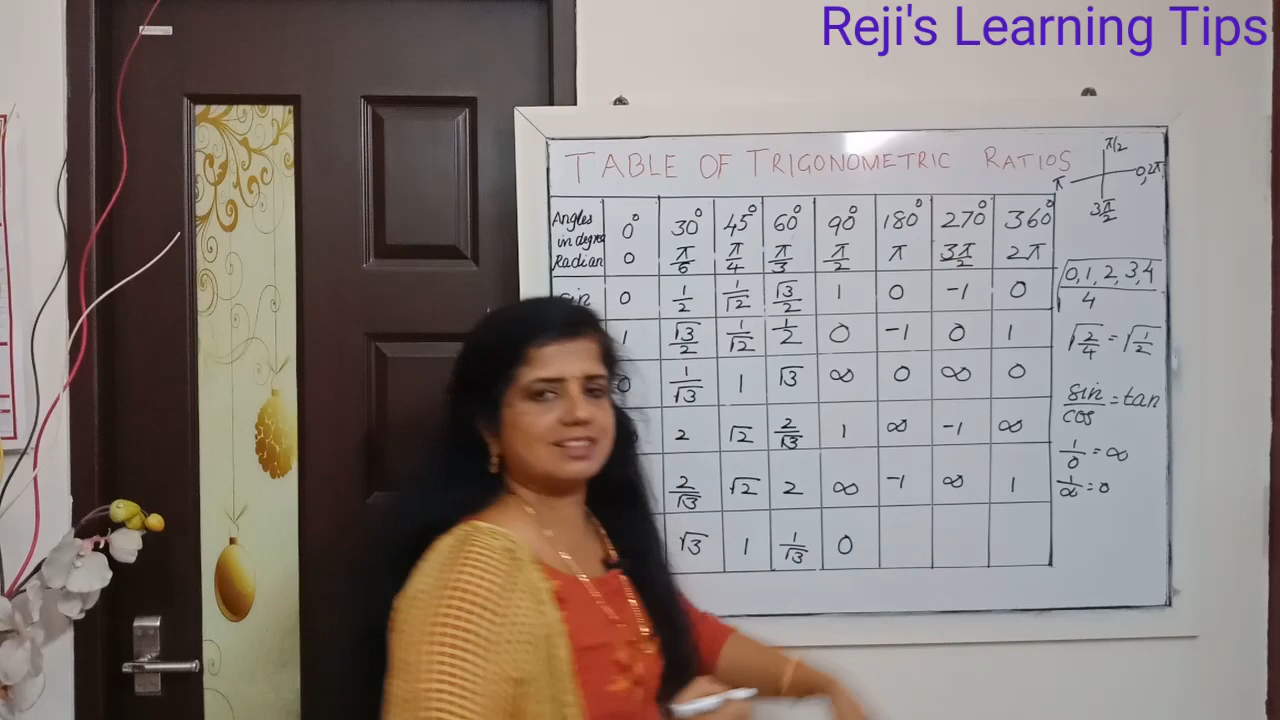 Reji's Learning Tips
TABLE OF TRIGONOMETRIC RATIOS
Angles in degree 0° 30° 45° 60° 90° 180° 270° 360°
Radian 0 π/6 π/4 π/3 π/2 π 3π/2 2π
sin 0 1/2 1/√2 √3/2 1 0 -1 0
1 √3/2 1/√2 1/2 0 -1 0 1
0 1/√3 1 √3 ∞ 0 ∞ 0
2 √2 2/√3 1 ∞ -1 ∞
2/√3 √2 2 ∞ -1 ∞ 1
√3 1 1/√3 0
π/2
π 0, 2π
3π/2
√(0, 1, 2, 3, 4 / 4)
√(2/4) = √(1/2)
sin/cos = tan
1/0 = ∞
1/∞ = 0